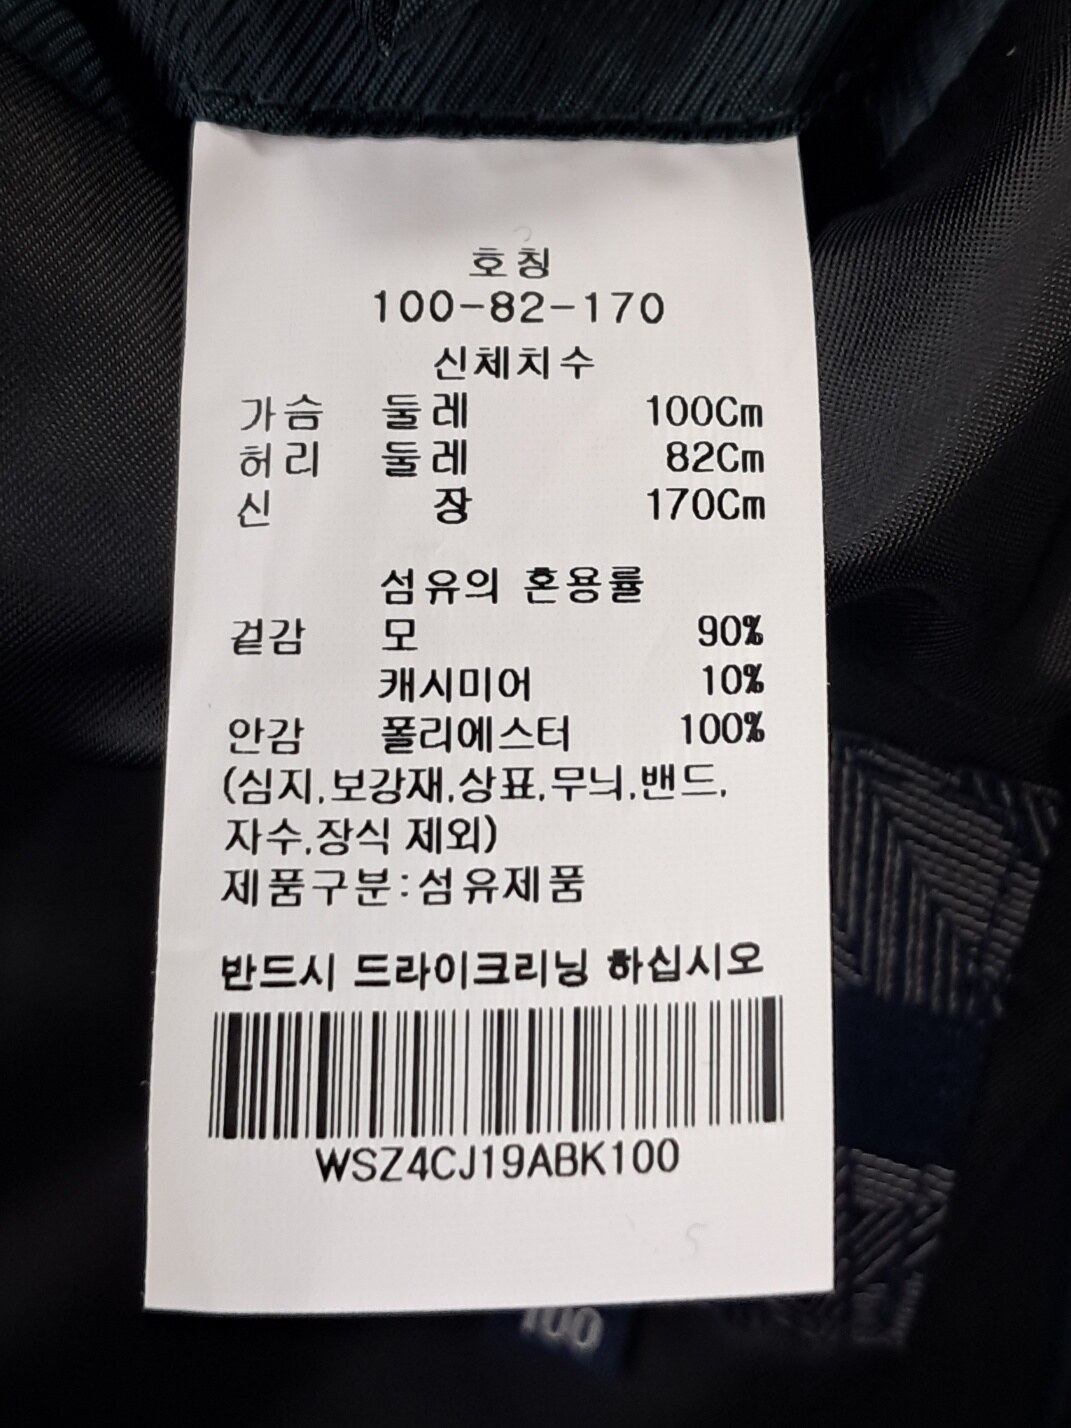 호칭
100-82-170
신체치수
가슴 둘레 100Cm
허리 둘레 82Cm
신 장 170Cm
섬유의 혼용률
겉감 모 90%
캐시미어 10%
안감 폴리에스터 100%
(심지,보강재,상표,무늬,밴드,
자수,장식 제외)
제품구분:섬유제품
반드시 드라이크리닝 하십시오
WSZ4CJ19ABK100
100